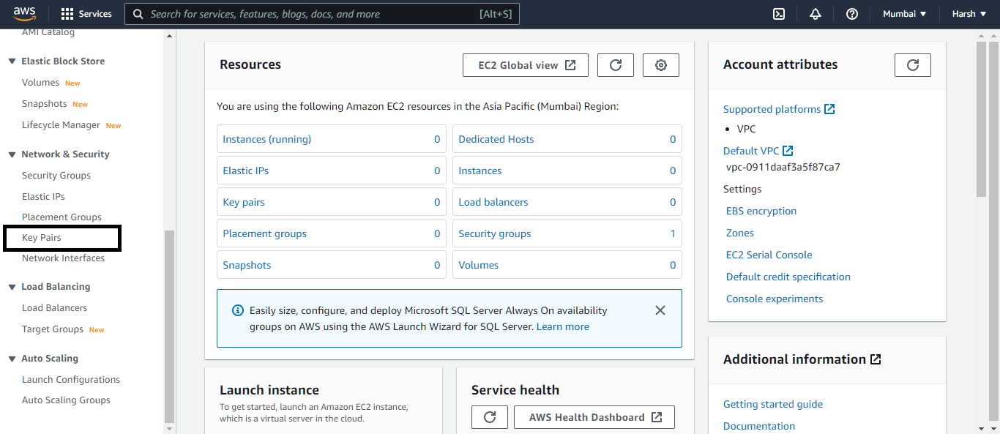 aws
Services
Search for services, features, blogs, docs, and more
[Alt+S]
Mumbai
Harsh
AMI Catalog
Elastic Block Store
Volumes New
Snapshots New
Lifecycle Manager New
Network & Security
Security Groups
Elastic IPs
Placement Groups
Key Pairs
Network Interfaces
Load Balancing
Load Balancers
Target Groups New
Auto Scaling
Launch Configurations
Auto Scaling Groups
Resources
EC2 Global view
You are using the following Amazon EC2 resources in the Asia Pacific (Mumbai) Region:
Instances (running) 0
Dedicated Hosts 0
Elastic IPs 0
Instances 0
Key pairs 0
Load balancers 0
Placement groups 0
Security groups 1
Snapshots 0
Volumes 0
Easily size, configure, and deploy Microsoft SQL Server Always On availability
groups on AWS using the AWS Launch Wizard for SQL Server. Learn more
Launch instance
To get started, launch an Amazon EC2 instance,
which is a virtual server in the cloud.
Service health
AWS Health Dashboard
Account attributes
Supported platforms
• VPC
Default VPC
vpc-0911daaf3a5f87ca7
Settings
EBS encryption
Zones
EC2 Serial Console
Default credit specification
Console experiments
Additional information
Getting started guide
Documentation